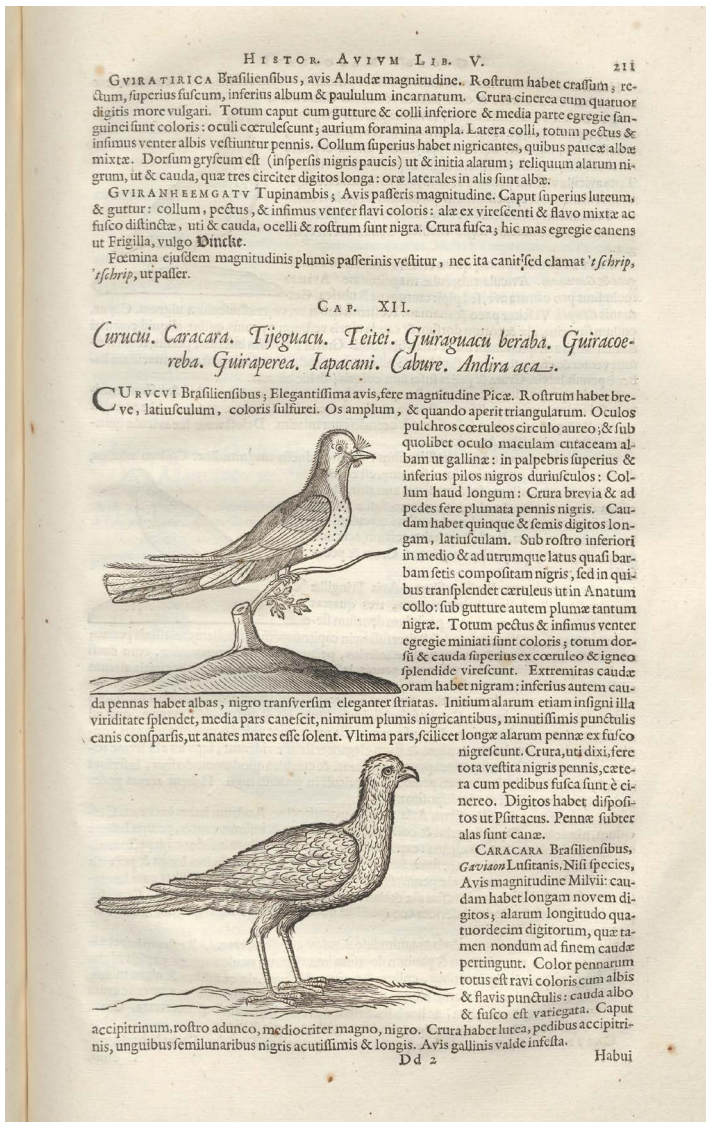 HISTOR. AVIVM LIB. V. 211
GVIRATIRICA Braſilienſibus, avis Alaudæ magnitudine. Roſtrum habet craſſum, re-
ctum, ſuperius fuſcum, inferius album & paululum incarnatum. Crura cinerea cum quatuor
digitis more vulgari. Totum caput cum gutture & colli inferiore & media parte egregie ſan-
guinei ſunt coloris: oculi cœruleſcunt; aurium foramina ampla. Latera colli, totum pectus &
infimus venter albis veſtiuntur pennis. Collum ſuperius habet nigricantes, quibus paucæ albæ
mixtæ. Dorſum gryſeum eſt (inſperſis nigris paucis) ut & initia alarum; reliquum alarum ni-
grum, ut & cauda, quæ tres circiter digitos longa: oræ laterales in alis ſunt albæ.
GVIRANHEEMGATV Tupinambis; Avis paſſeris magnitudine. Caput ſuperius luteum,
& guttur: collum, pectus, & infimus venter flavi coloris: alæ ex vireſcenti & flavo mixtæ ac
fuſco diſtinctæ, uti & cauda, ocelli & roſtrum ſunt nigra. Crura fuſca; hic mas egregie canens
ut Frigilla, vulgo Vincke.
Fœmina ejuſdem magnitudinis plumis paſſerinis veſtitur, nec ita canit, ſed clamat 'tſchrip,
'tſchrip, ut paſſer.
CAP. XII.
Curucui. Caracara. Tijeguacu. Teitei. Guiraguacu beraba. Guiracoe-
reba. Guiraperea. Iapacani. Cabure. Andira aca.
CURVCVI Braſilienſibus; Elegantiſſima avis, fere magnitudine Picæ. Roſtrum habet bre-
ve, latiuſculum, coloris ſulfurei. Os amplum, & quando aperit triangulatum. Oculos
pulchros cœruleos circulo aureo; & ſub
quolibet oculo maculam cutaceam al-
bam ut gallinæ: in palpebris ſuperius &
inferius pilos nigros duriuſculos: Col-
lum haud longum: Crura brevia & ad
pedes fere plumata pennis nigris. Cau-
dam habet quinque & ſemis digitos lon-
gam, latiuſculam. Sub roſtro inferiori
in medio & ad utrumque latus quaſi bar-
bam ſetis compoſitam nigris, ſed in qui-
bus tranſplendet cæruleus ut in Anatum
collo: ſub gutture autem plumæ tantum
nigræ. Totum pectus & infimus venter
egregie miniati ſunt coloris; totum dor-
ſũ & cauda ſuperius ex cœruleo & igneo
ſplendide vireſcunt. Extremitas caudæ
oram habet nigram: inferius autem cau-
da pennas habet albas, nigro tranſverſim eleganter ſtriatas. Initium alarum etiam inſigni illa
viriditate ſplendet, media pars caneſcit, nimirum plumis nigricantibus, minutiſſimis punctulis
canis conſparſis, ut anates mares eſſe ſolent. Vltima pars, ſcilicet longæ alarum pennæ ex fuſco
nigreſcunt. Crura, uti dixi, fere
tota veſtita nigris pennis, cæte-
ra cum pedibus fuſca ſunt è ci-
nereo. Digitos habet diſpoſi-
tos ut Pſittacus. Pennæ ſubter
alas ſunt canæ.
CARACARA Braſilienſibus,
Gaviaon Luſitanis, Niſi ſpecies,
Avis magnitudine Milvii: cau-
dam habet longam novem di-
gitos; alarum longitudo qua-
tuordecim digitorum, quæ ta-
men nondum ad finem caudæ
pertingunt. Color pennarum
totus eſt ravi coloris cum albis
& flavis punctulis: cauda albo
& fuſco eſt variegata. Caput
accipitrinum, roſtro adunco, mediocriter magno, nigro. Crura habet lutea, pedibus accipitri-
nis, unguibus ſemilunaribus nigris acutiſſimis & longis. Avis gallinis valde infeſta.
Dd 2 Habui